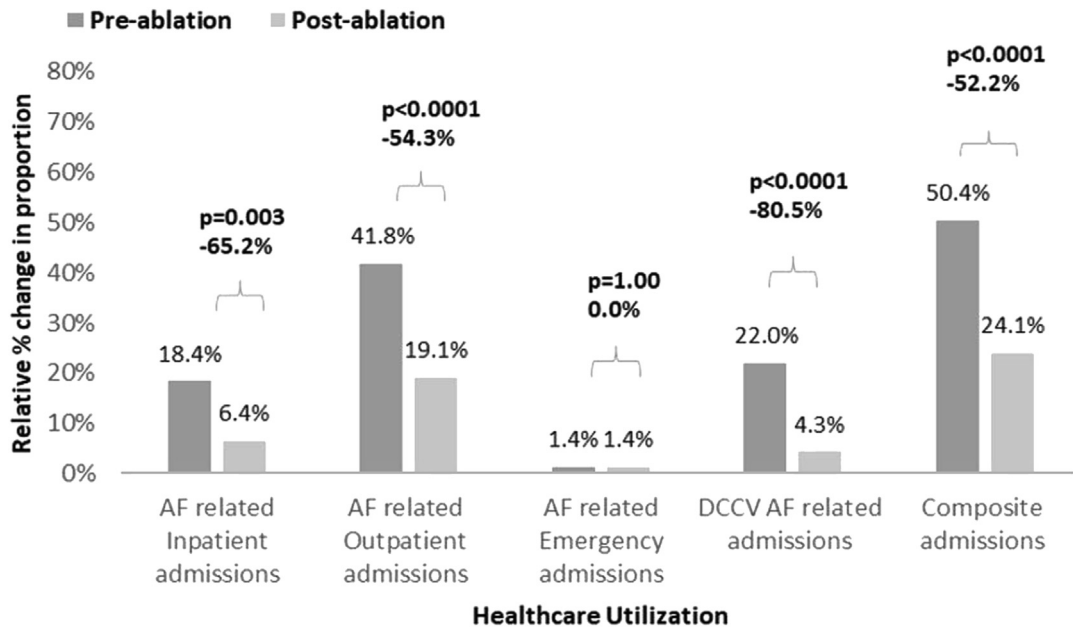 Pre-ablation Post-ablation
Relative % change in proportion
80%
70%
60%
50%
40%
30%
20%
10%
0%
p=0.003
-65.2%
18.4%
6.4%
p<0.0001
-54.3%
41.8%
19.1%
p=1.00
0.0%
1.4% 1.4%
p<0.0001
-80.5%
22.0%
4.3%
p<0.0001
-52.2%
50.4%
24.1%
AF related
Inpatient
admissions
AF related
Outpatient
admissions
AF related
Emergency
admissions
DCCV AF related
admissions
Composite
admissions
Healthcare Utilization